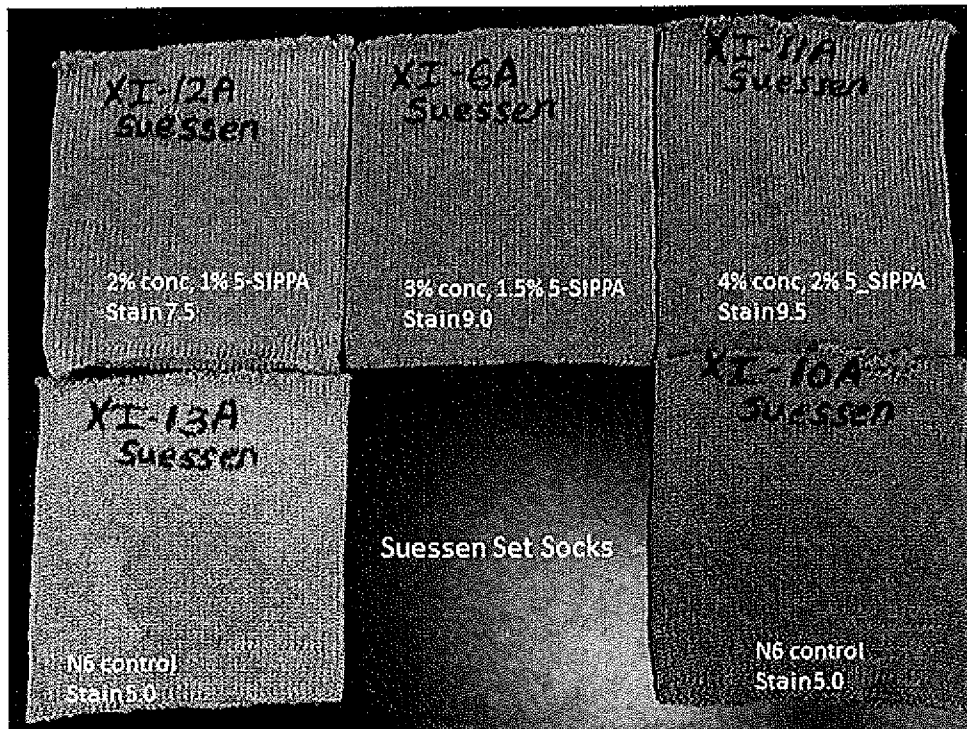 XI-12A
Suessen
2% conc, 1% 5-SIPPA
Stain 7.5
XI-6A
Suessen
3% conc, 1.5% 5-SIPPA
Stain 9.0
XI-11A
Suessen
4% conc, 2% 5_SIPPA
Stain 9.5
XI-13A
Suessen
N6 control
Stain 5.0
Suessen Set Socks
XI-10A
Suessen
N6 control
Stain 5.0